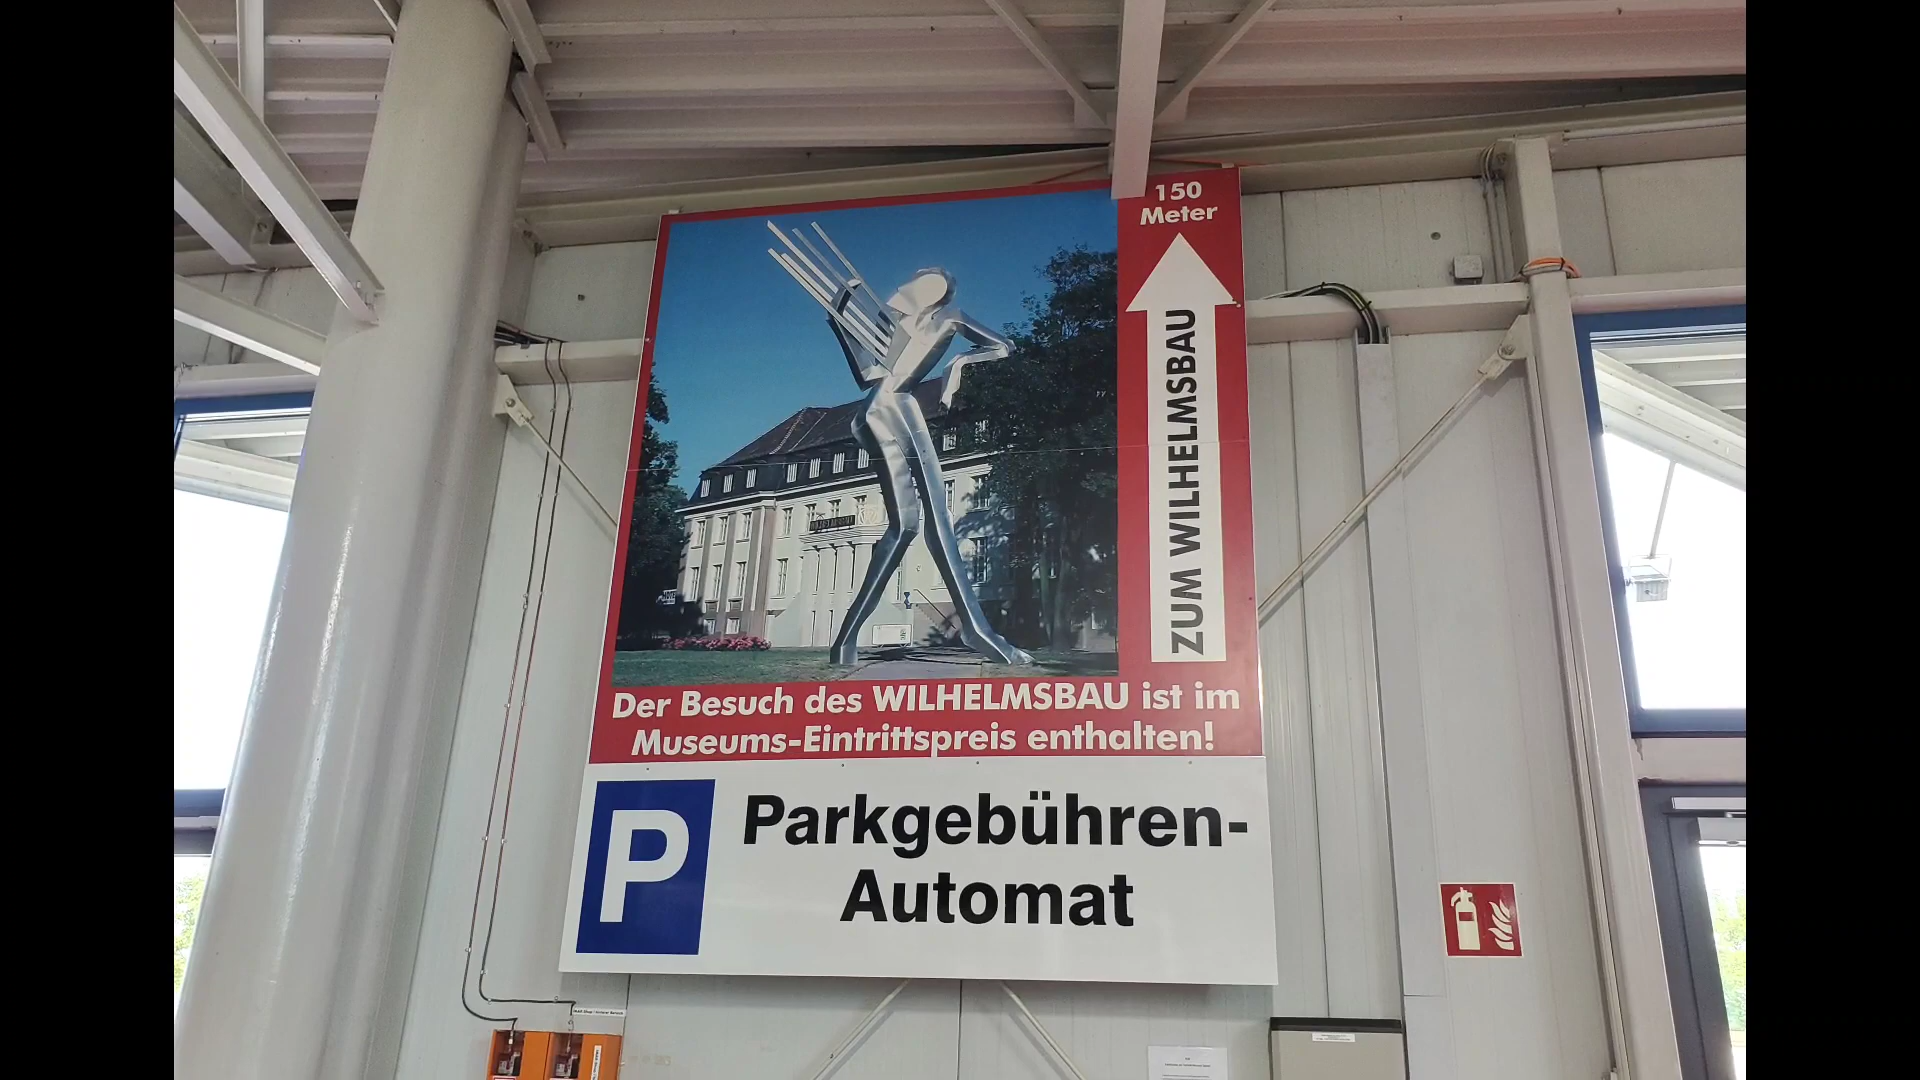 150
Meter
ZUM WILHELMSBAU
Der Besuch des WILHELMSBAU ist im
Museums-Eintrittspreis enthalten!
P
Parkgebühren-
Automat